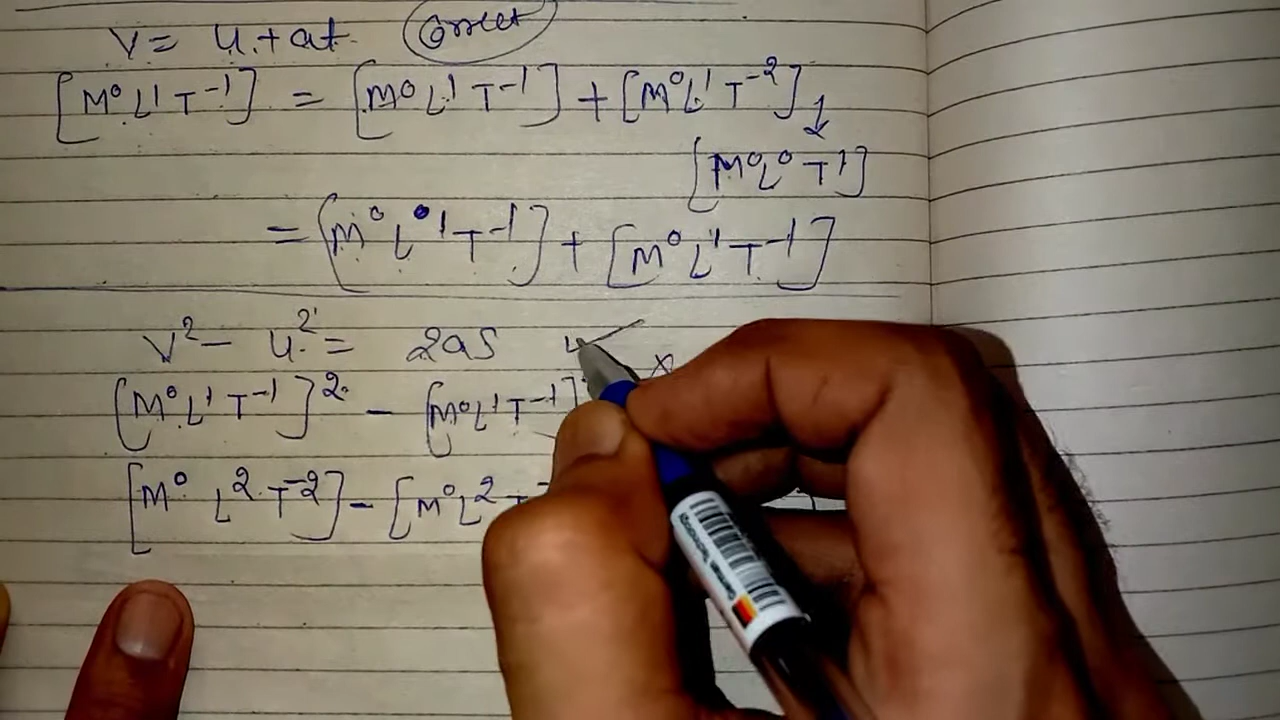 v = u + at Correct
[M⁰ L¹ T⁻¹] = [M⁰ L¹ T⁻¹] + [M⁰ L¹ T⁻²]
[M⁰ L⁰ T¹]
= [M⁰ L¹ T⁻¹] + [M⁰ L¹ T⁻¹]
v² - u² = 2as
[M⁰ L¹ T⁻¹]² - [M⁰ L¹ T⁻¹] ×
[M⁰ L² T⁻²] - [M⁰ L² T⁻